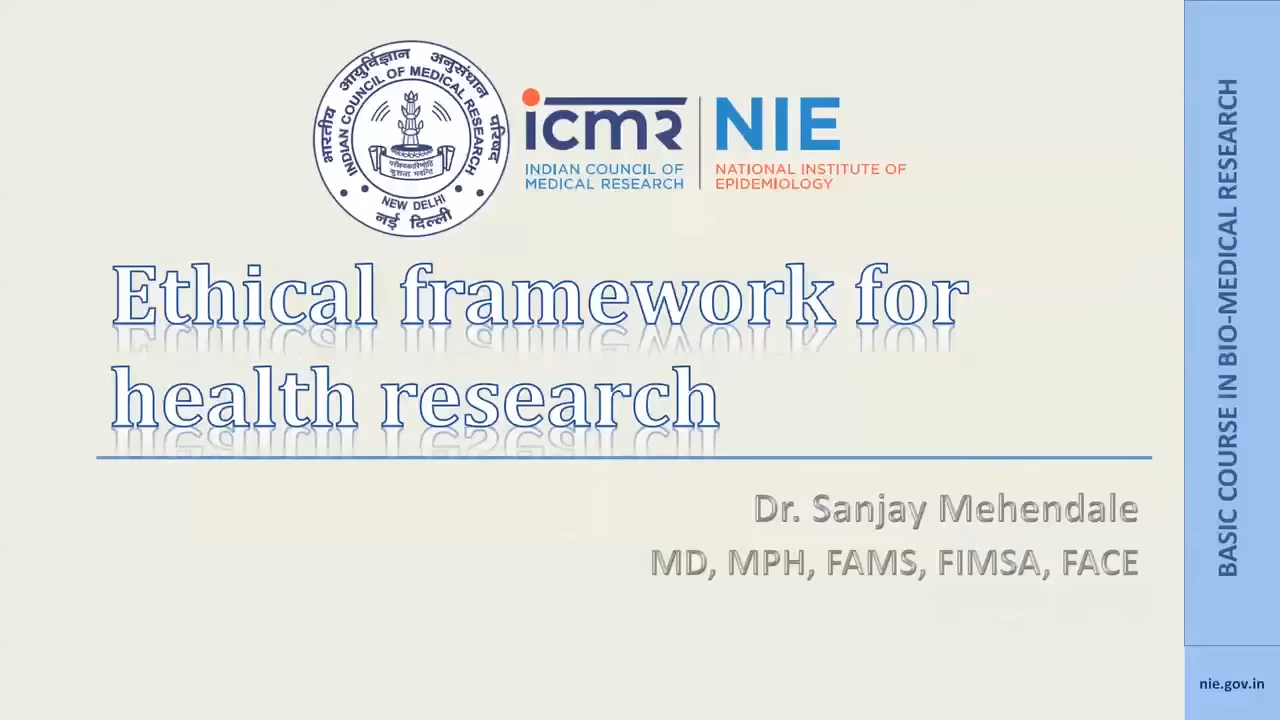 भारतीय आयुर्विज्ञान अनुसंधान परिषद
INDIAN COUNCIL OF MEDICAL RESEARCH
NEW DELHI
नई दिल्ली
icmr
INDIAN COUNCIL OF
MEDICAL RESEARCH
NIE
NATIONAL INSTITUTE OF
EPIDEMIOLOGY
Ethical framework for
health research
Dr. Sanjay Mehendale
MD, MPH, FAMS, FIMSA, FACE
BASIC COURSE IN BIO-MEDICAL RESEARCH
nie.gov.in